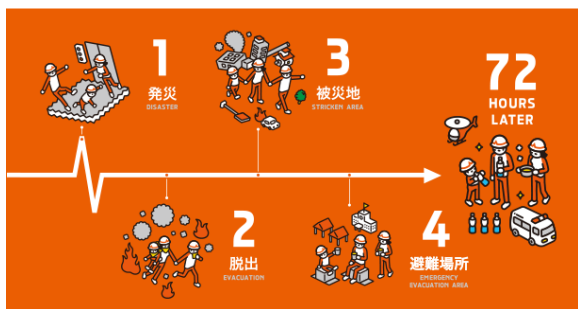 1
発災
DISASTER
2
脱出
EVACUATION
3
被災地
STRICKEN AREA
4
避難場所
EMERGENCY
EVACUATION AREA
72
HOURS
LATER